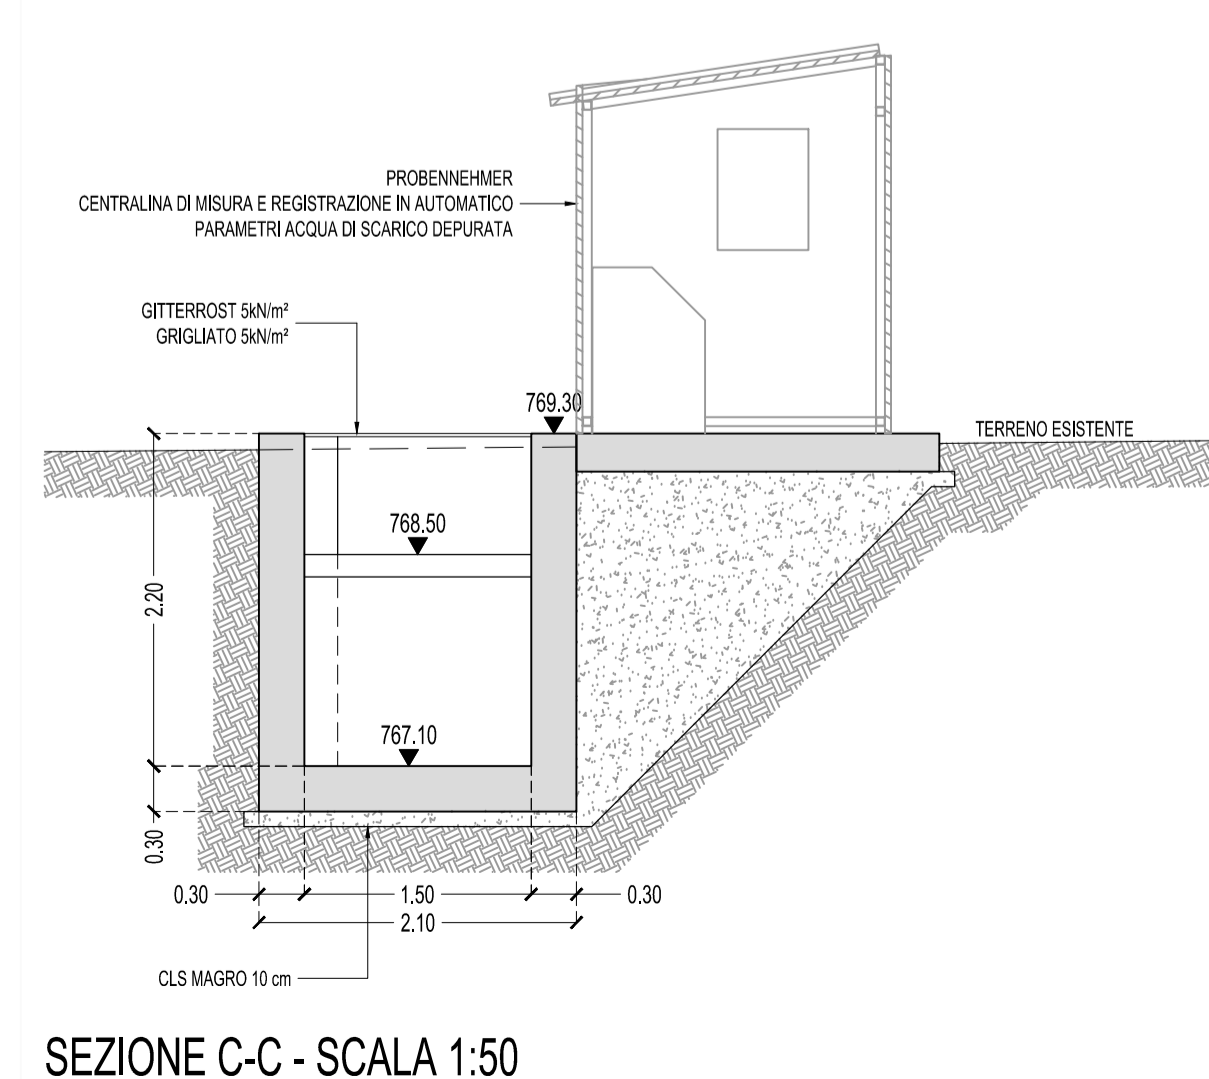 PROBENNEHMER
CENTRALINA DI MISURA E REGISTRAZIONE IN AUTOMATICO
PARAMETRI ACQUA DI SCARICO DEPURATA
GITTERROST 5kN/m²
GRIGLIATO 5kN/m²
769.30
TERRENO ESISTENTE
768.50
2.20
767.10
0.30
0.30
1.50
0.30
2.10
CLS MAGRO 10 cm
SEZIONE C-C - SCALA 1:50